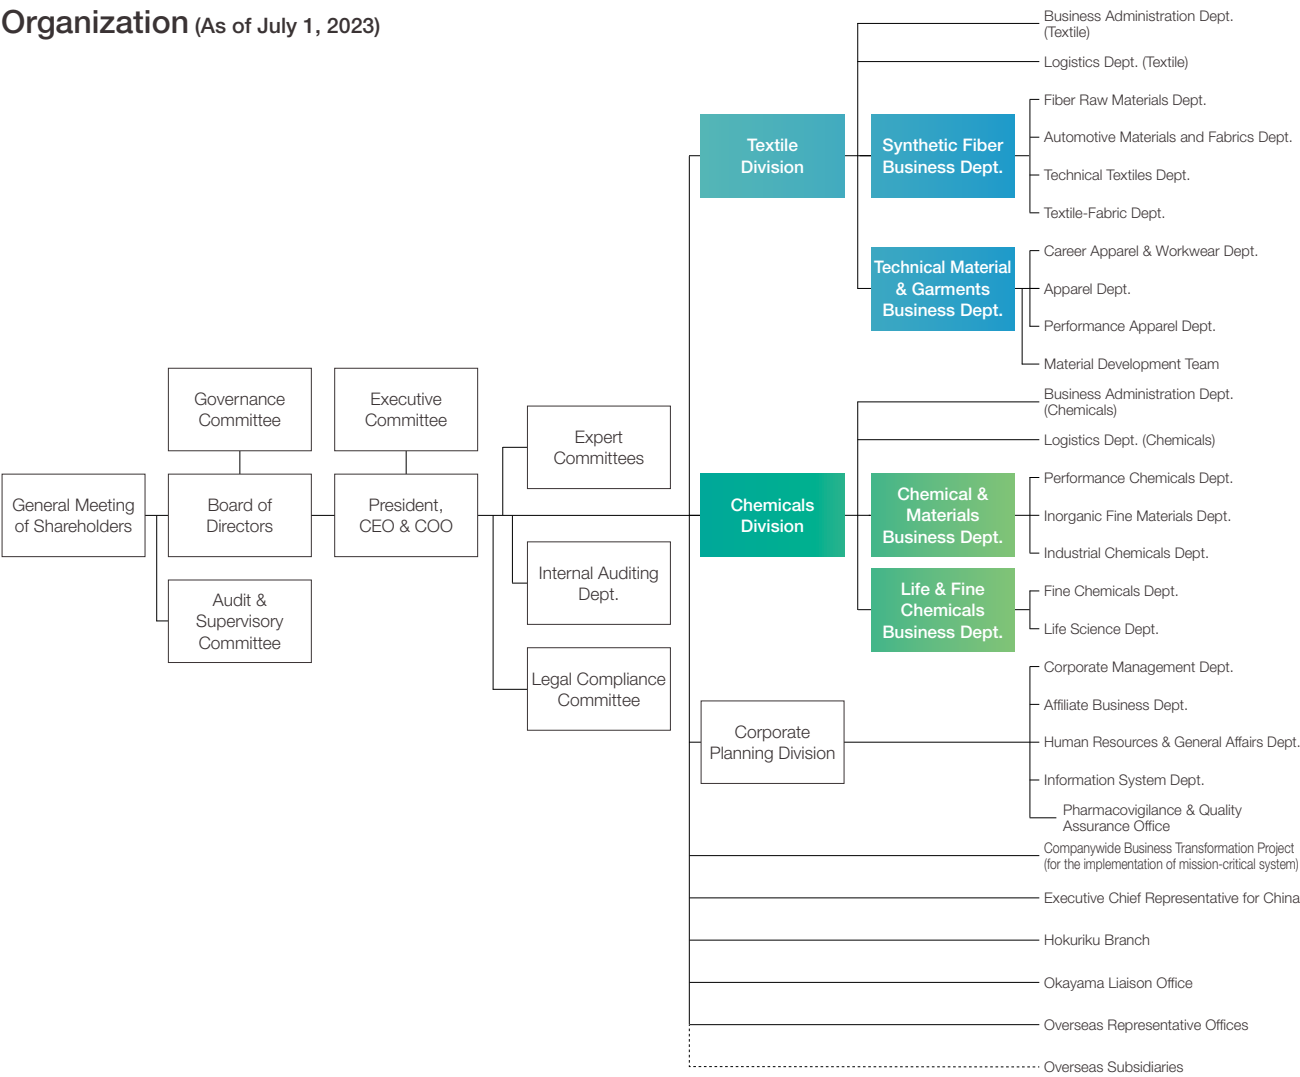 Organization (As of July 1, 2023)
General Meeting
of Shareholders
Governance
Committee
Board of
Directors
Audit &
Supervisory
Committee
Executive
Committee
President,
CEO & COO
Expert
Committees
Internal Auditing
Dept.
Legal Compliance
Committee
Textile
Division
Business Administration Dept.
(Textile)
Logistics Dept. (Textile)
Synthetic Fiber
Business Dept.
Fiber Raw Materials Dept.
Automotive Materials and Fabrics Dept.
Technical Textiles Dept.
Textile-Fabric Dept.
Technical Material
& Garments
Business Dept.
Career Apparel & Workwear Dept.
Apparel Dept.
Performance Apparel Dept.
Material Development Team
Chemicals
Division
Business Administration Dept.
(Chemicals)
Logistics Dept. (Chemicals)
Chemical &
Materials
Business Dept.
Performance Chemicals Dept.
Inorganic Fine Materials Dept.
Industrial Chemicals Dept.
Life & Fine
Chemicals
Business Dept.
Fine Chemicals Dept.
Life Science Dept.
Corporate
Planning Division
Corporate Management Dept.
Affiliate Business Dept.
Human Resources & General Affairs Dept.
Information System Dept.
Pharmacovigilance & Quality
Assurance Office
Companywide Business Transformation Project
(for the implementation of mission-critical system)
Executive Chief Representative for China
Hokuriku Branch
Okayama Liaison Office
Overseas Representative Offices
Overseas Subsidiaries